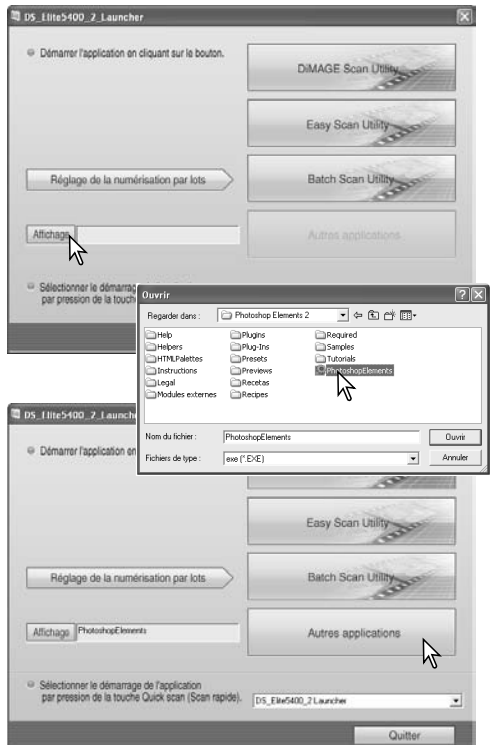 DS_Elite5400_2_Launcher
Démarrer l'application en cliquant sur le bouton.
DiMAGE Scan Utility
Easy Scan Utility
Réglage de la numérisation par lots
Batch Scan Utility
Affichage
Autres applications
Sélectionner le démarrag
par pression de la touche
Ouvrir
Regarder dans :
Photoshop Elements 2
Help
Plugins
Required
Helpers
Plug-Ins
Samples
HTMLPalettes
Presets
Tutorials
Instructions
Previews
PhotoshopElements
Legal
Recetas
Modules externes
Recipes
Nom du fichier :
PhotoshopElements
Ouvrir
Fichiers de type :
exe (*.EXE)
Annuler
DS_Elite5400_2_Launch
Démarrer l'application en
Easy Scan Utility
Réglage de la numérisation par lots
Batch Scan Utility
Affichage
PhotoshopElements
Autres applications
Sélectionner le démarrage de l'application
par pression de la touche Quick scan (Scan rapide).
DS_Elite5400_2 Launcher
Quitter